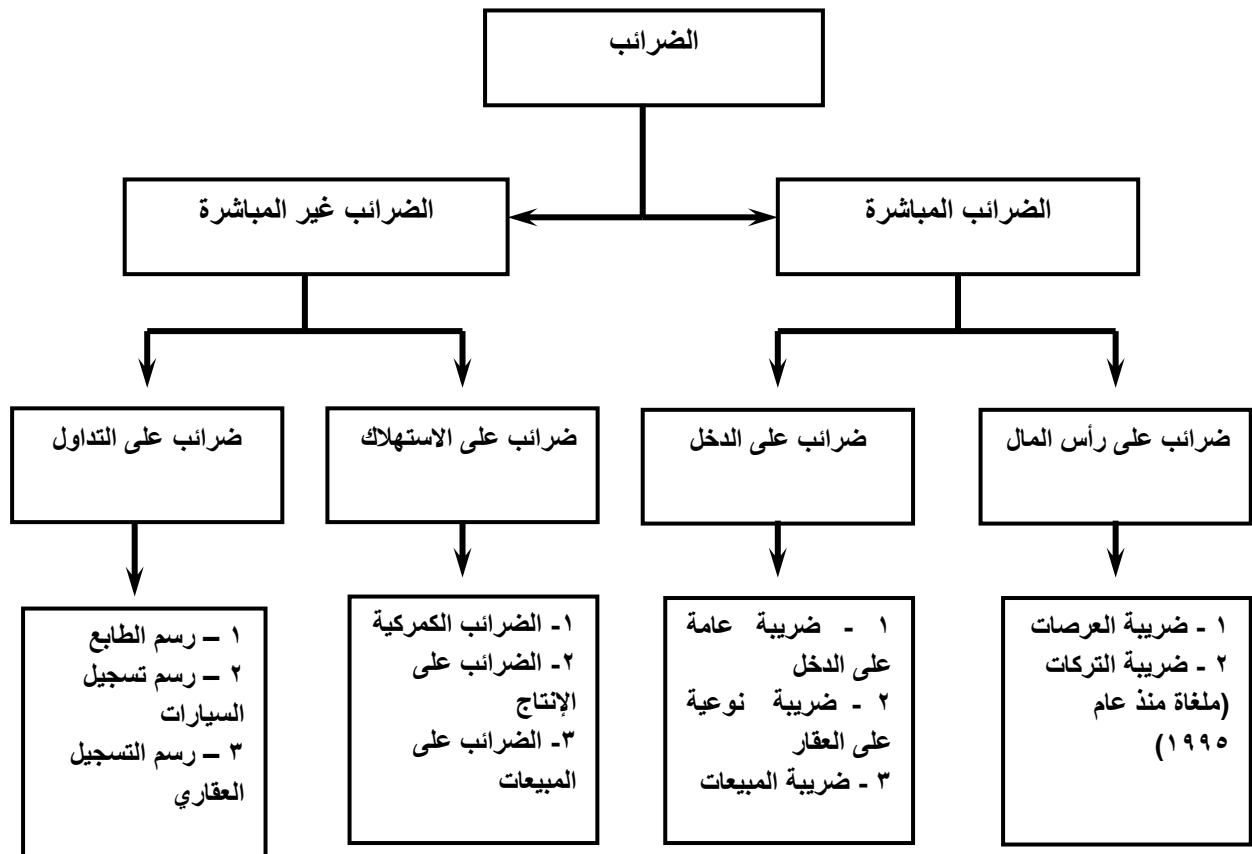 الضرائب
الضرائب المباشرة
الضرائب غير المباشرة
ضرائب على رأس المال
ضرائب على الدخل
ضرائب على الاستهلاك
ضرائب على التداول
١ - ضريبة العرصات
٢ - ضريبة التركات
(ملغاة منذ عام
١٩٩٥)
١ - ضريبة عامة
على الدخل
٢ - ضريبة نوعية
على العقار
٣ - ضريبة المبيعات
١- الضرائب الكمركية
٢- الضرائب على
الإنتاج
٣- الضرائب على
المبيعات
١ – رسم الطابع
٢ – رسم تسجيل
السيارات
٣ – رسم التسجيل
العقاري